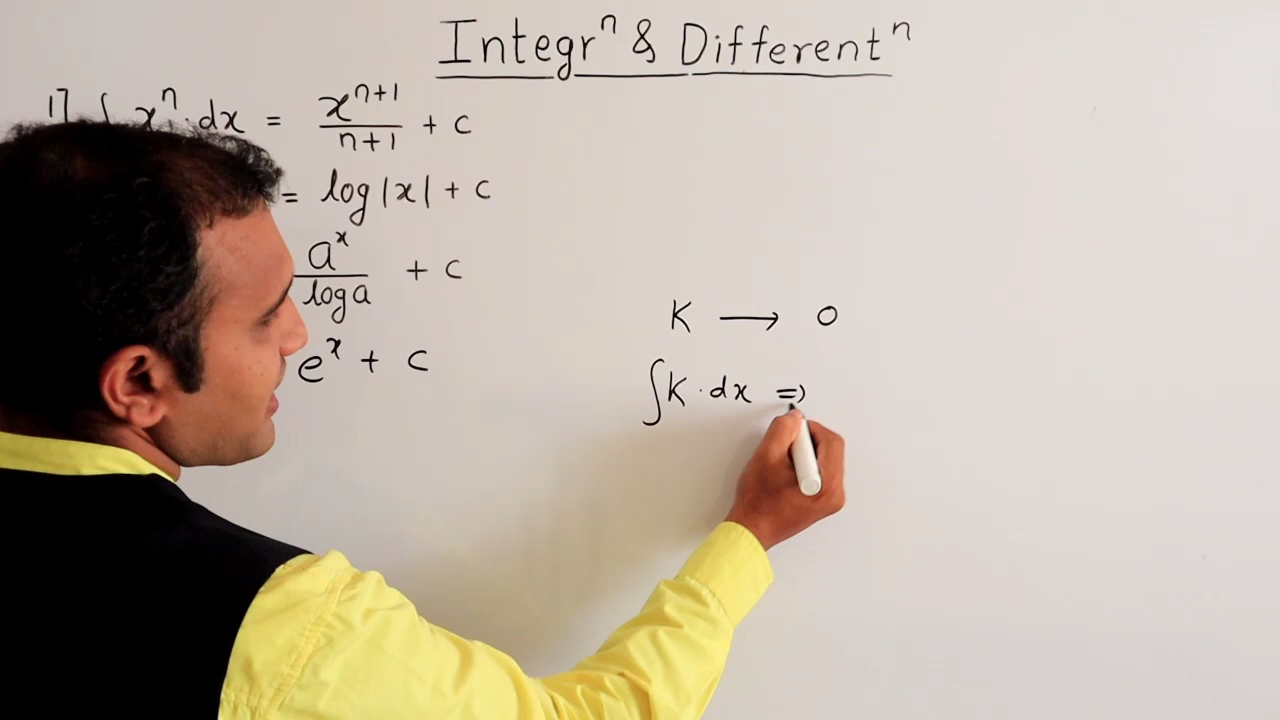 Integrⁿ & Differentⁿ
1] ∫ xⁿ·dx = xⁿ⁺¹/n+1 + c
= log|x| + c
aˣ/log a + c
eˣ + c
K ⟶ 0
∫K·dx ⇒